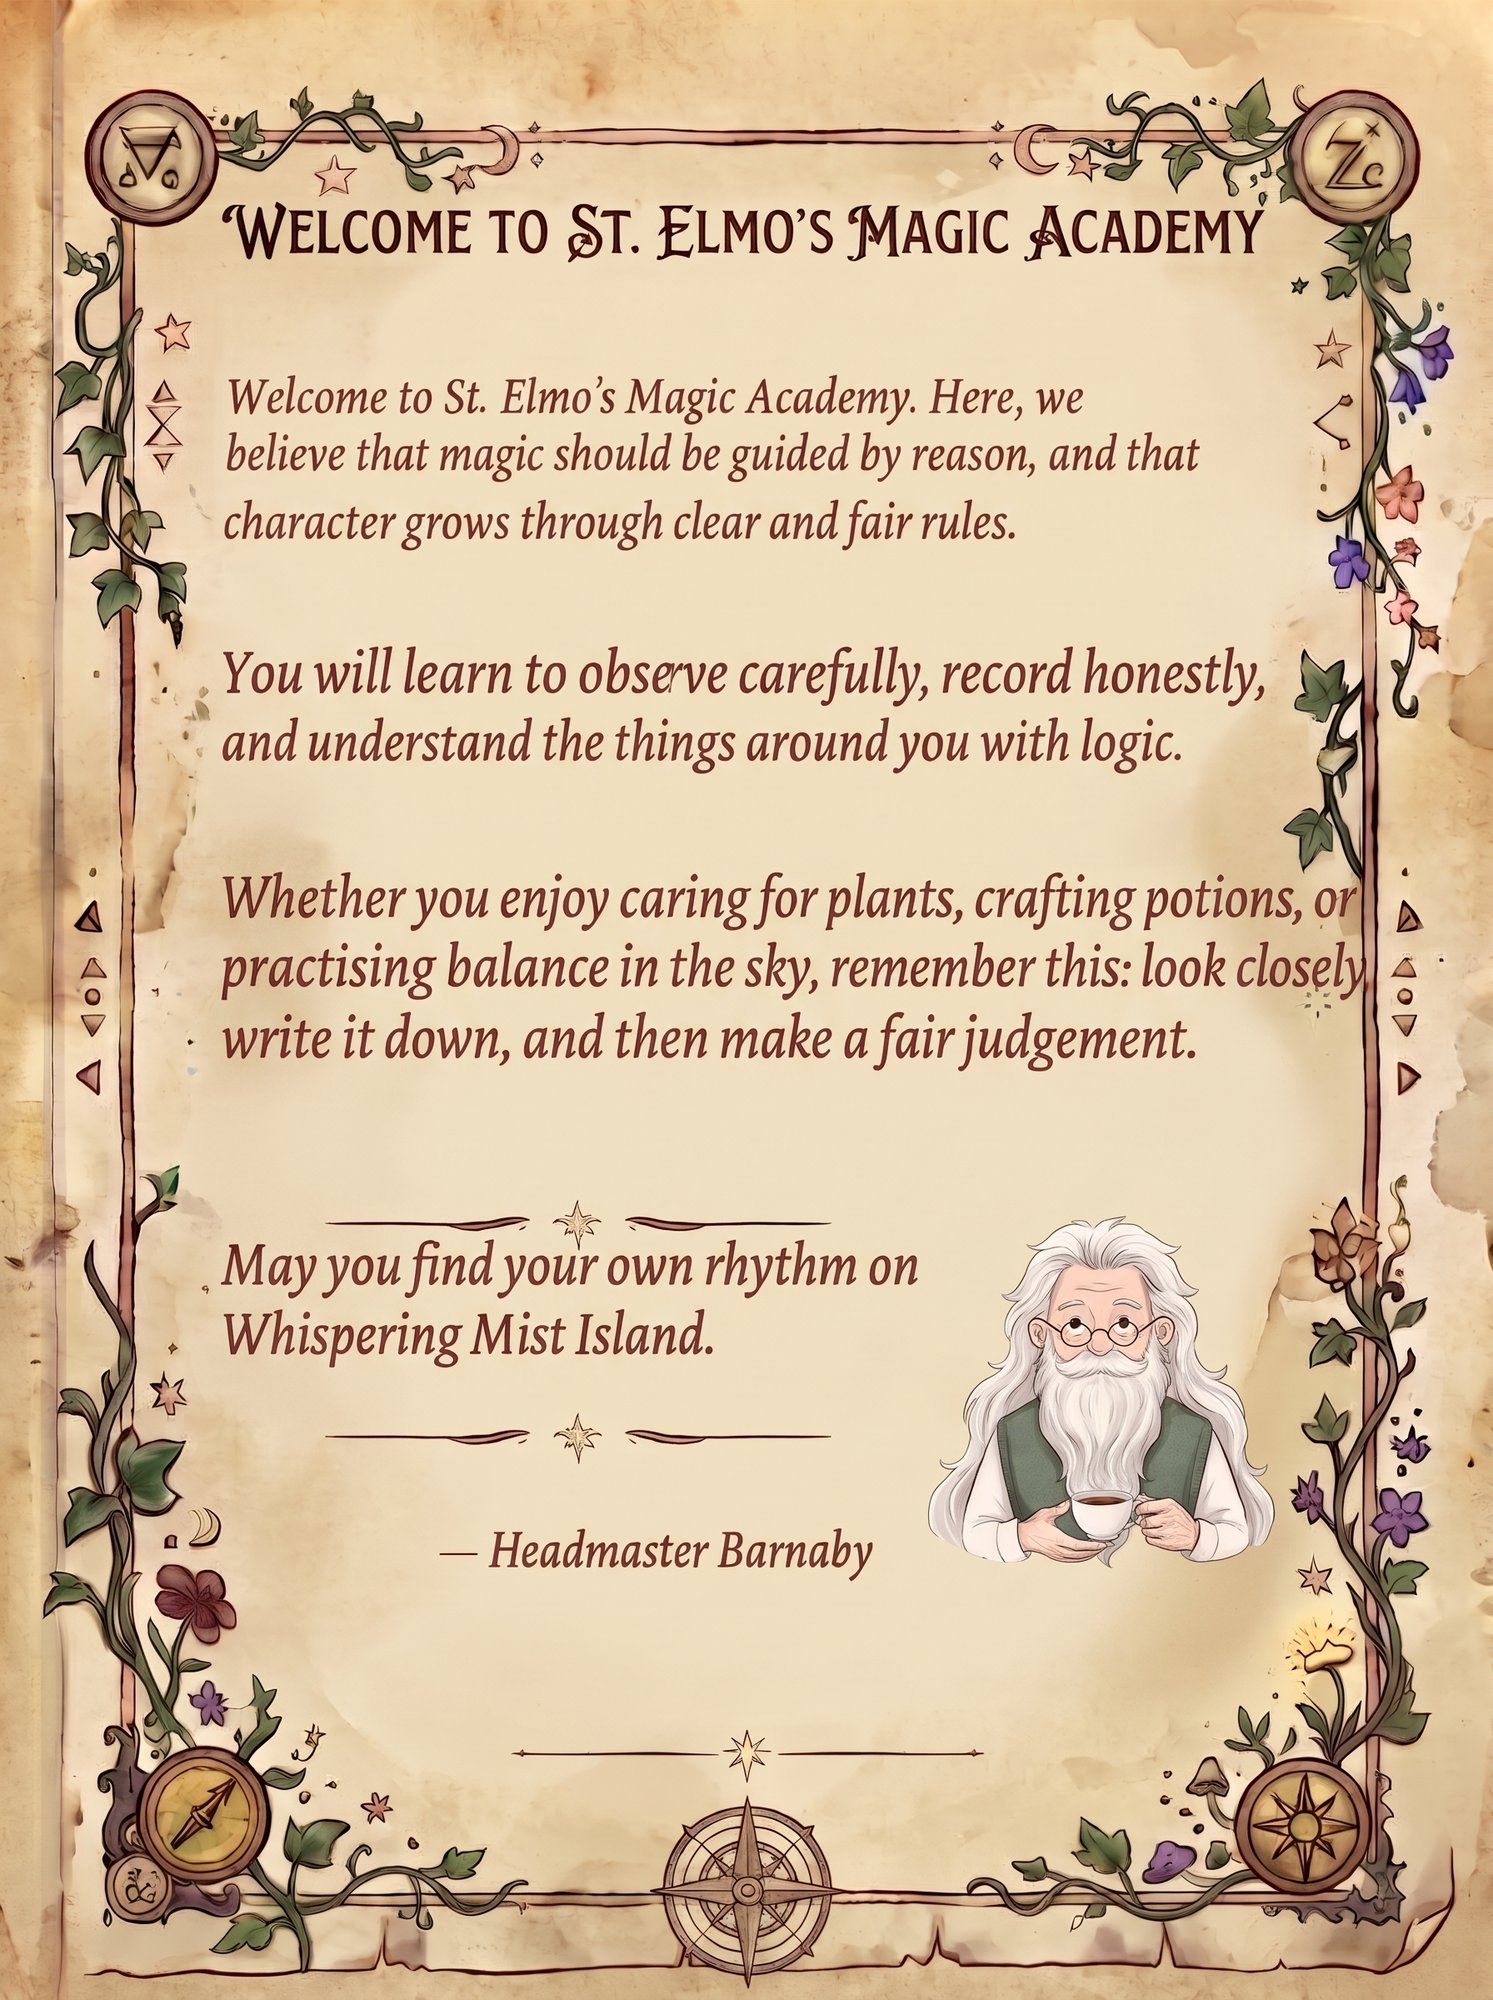 Welcome to St. Elmo’s Magic Academy
Welcome to St. Elmo’s Magic Academy. Here, we
believe that magic should be guided by reason, and that
character grows through clear and fair rules.
You will learn to observe carefully, record honestly,
and understand the things around you with logic.
Whether you enjoy caring for plants, crafting potions, or
practising balance in the sky, remember this: look closely
write it down, and then make a fair judgement.
May you find your own rhythm on
Whispering Mist Island.
— Headmaster Barnaby